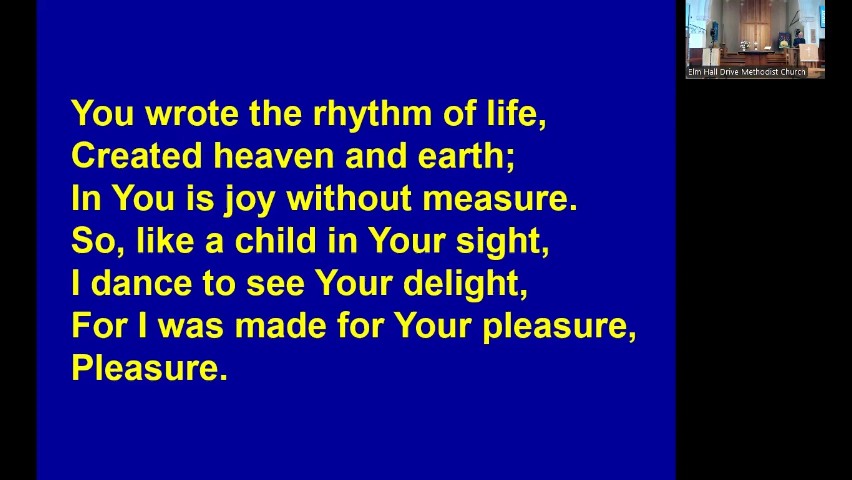 You wrote the rhythm of life,
Created heaven and earth;
In You is joy without measure.
So, like a child in Your sight,
I dance to see Your delight,
For I was made for Your pleasure,
Pleasure.
Elm Hall Drive Methodist Church